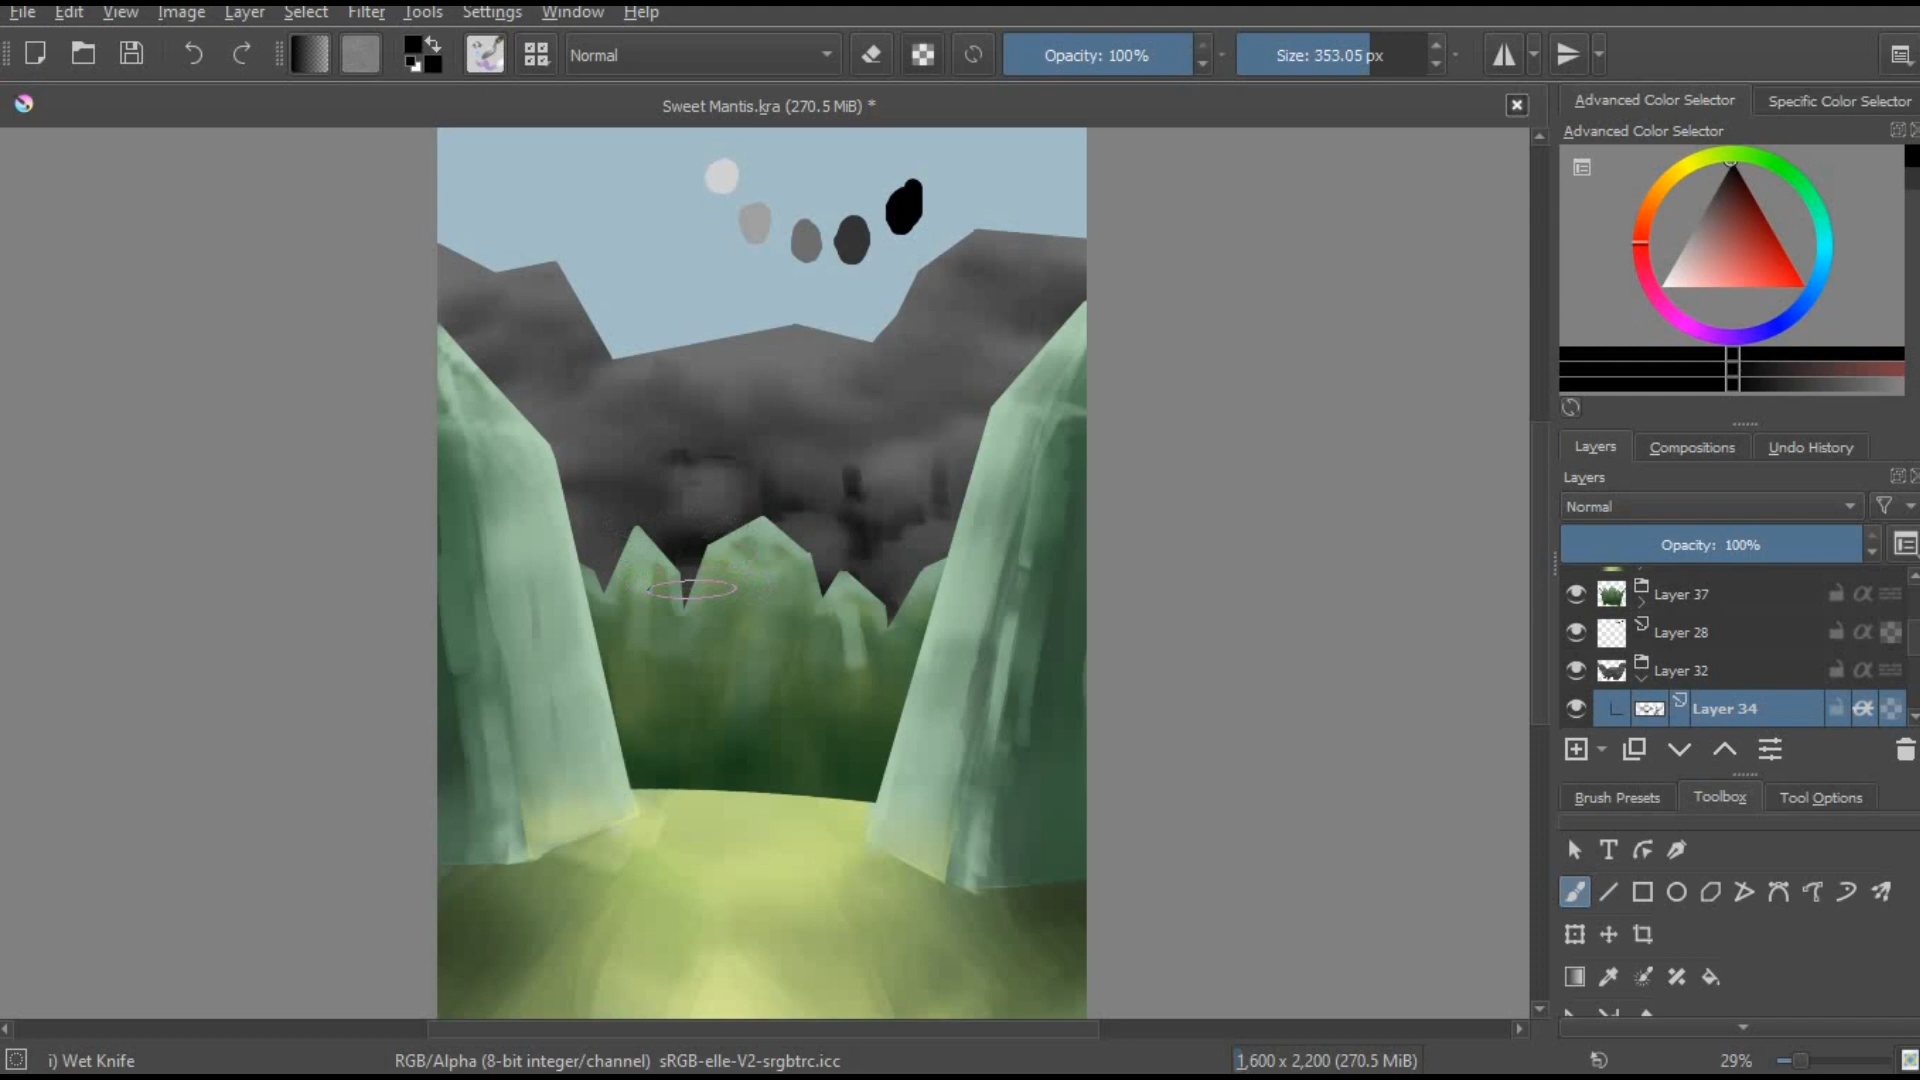 File Edit View Image Layer Select Filter Tools Settings Window Help
Normal
Opacity: 100%
Size: 353.05 px
Sweet Mantis.kra (270.5 MiB) *
Advanced Color Selector
Specific Color Selector
Advanced Color Selector
Layers
Compositions
Undo History
Layers
Normal
Opacity: 100%
Layer 37
Layer 28
Layer 32
Layer 34
Brush Presets
Toolbox
Tool Options
i) Wet Knife
RGB/Alpha (8-bit integer/channel) sRGB-elle-V2-srgbtrc.icc
1,600 x 2,200 (270.5 MiB)
29%